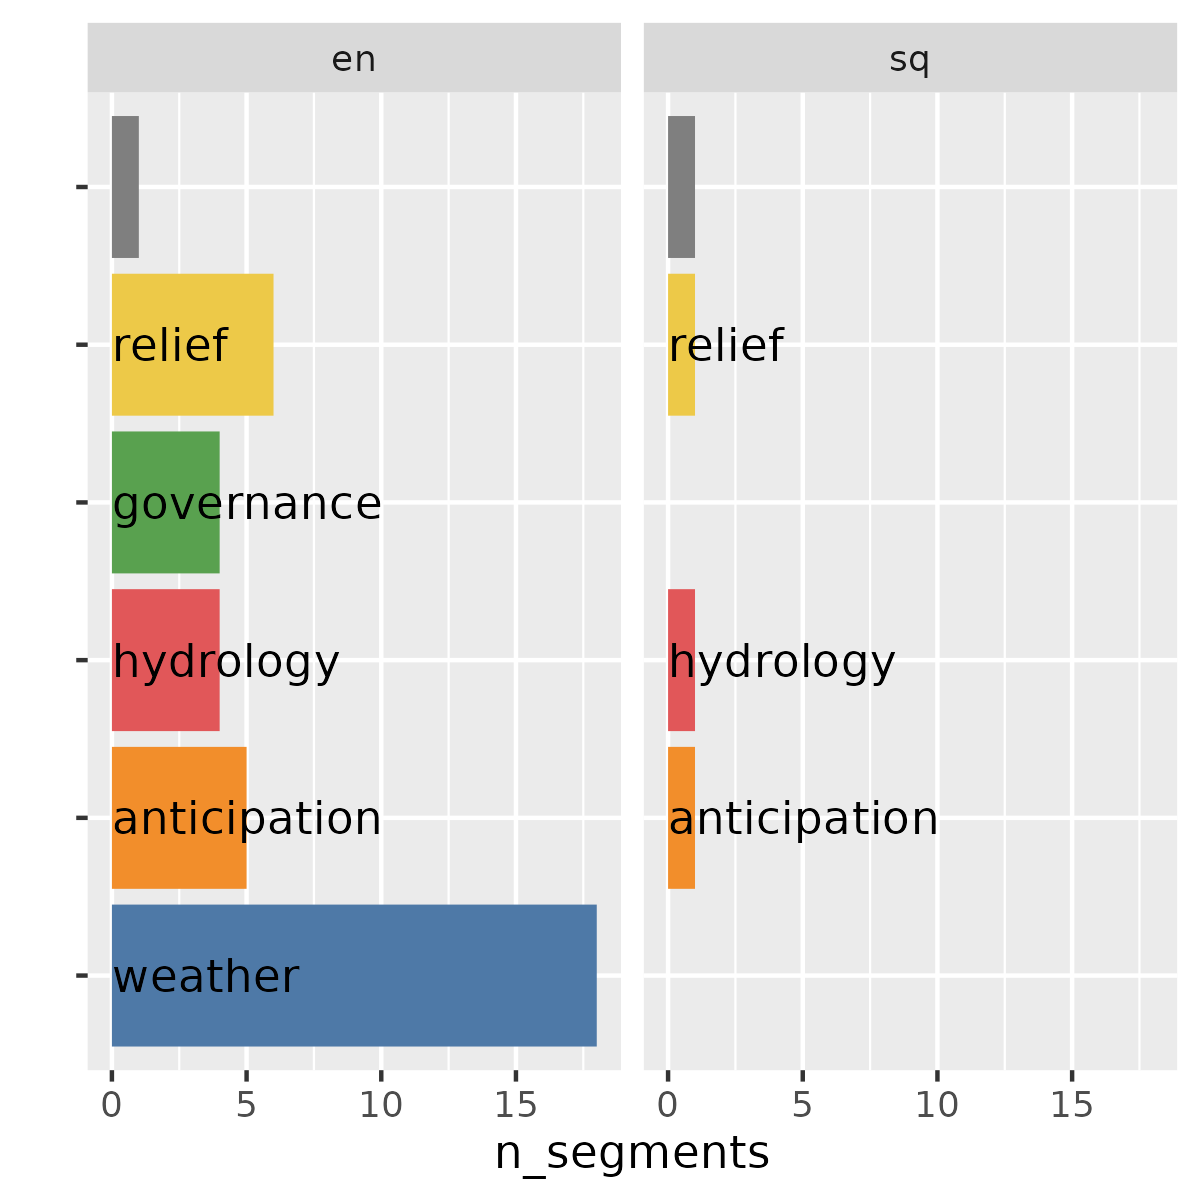 en
sq
relief
relief
governance
hydrology
hydrology
anticipation
anticipation
weather
0 5 10 15
0 5 10 15
n_segments